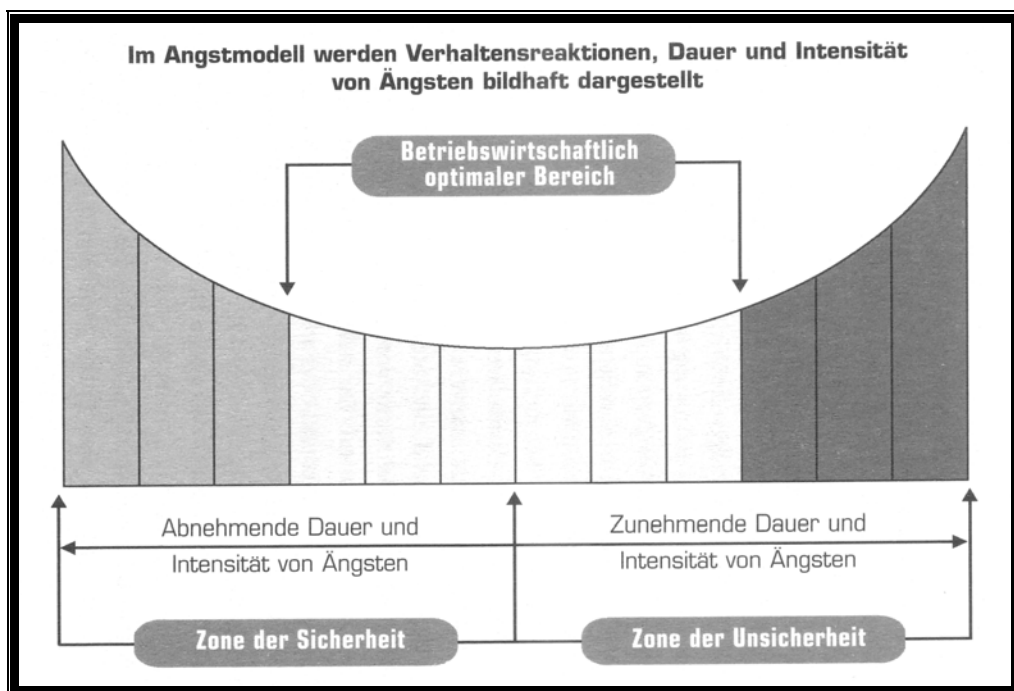 Im Angstmodell werden Verhaltensreaktionen, Dauer und Intensität
von Ängsten bildhaft dargestellt
Betriebswirtschaftlich
optimaler Bereich
Abnehmende Dauer und
Intensität von Ängsten
Zunehmende Dauer und
Intensität von Ängsten
Zone der Sicherheit
Zone der Unsicherheit